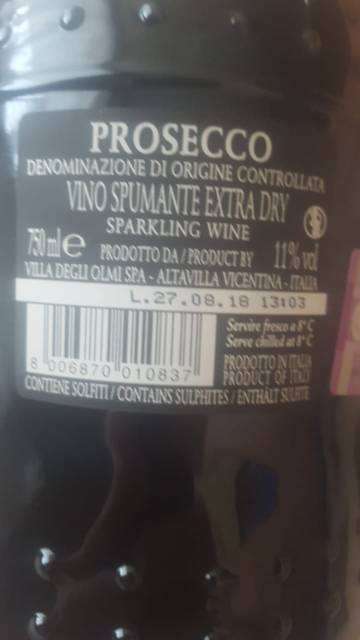 PROSECCO
DENOMINAZIONE DI ORIGINE CONTROLLATA
VINO SPUMANTE EXTRA DRY
SPARKLING WINE
750 ml e PRODOTTO DA / PRODUCT BY 11% vol
VILLA DEGLI OLMI SPA - ALTAVILLA VICENTINA - ITALIA
L.27.08.18 13:03
Servire fresco a 8° C
Serve chilled at 8° C
PRODOTTO IN ITALIA
PRODUCT OF ITALY
8 006870 010837
CONTIENE SOLFITI / CONTAINS SULPHITES / ENTHÄLT SULFITE